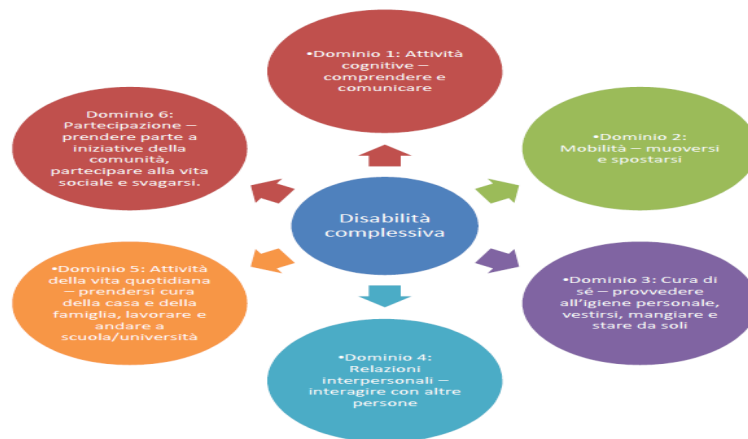 •Dominio 1: Attività
cognitive –
comprendere e
comunicare
•Dominio 2:
Mobilità – muoversi
e spostarsi
•Dominio 3: Cura di
sé – provvedere
all'igiene personale,
vestirsi, mangiare e
stare da soli
•Dominio 4:
Relazioni
interpersonali –
interagire con altre
persone
•Dominio 5: Attività
della vita quotidiana
– prendersi cura
della casa e della
famiglia, lavorare e
andare a
scuola/università
Dominio 6:
Partecipazione –
prendere parte a
iniziative della
comunità,
partecipare alla vita
sociale e svagarsi.
Disabilità
complessiva